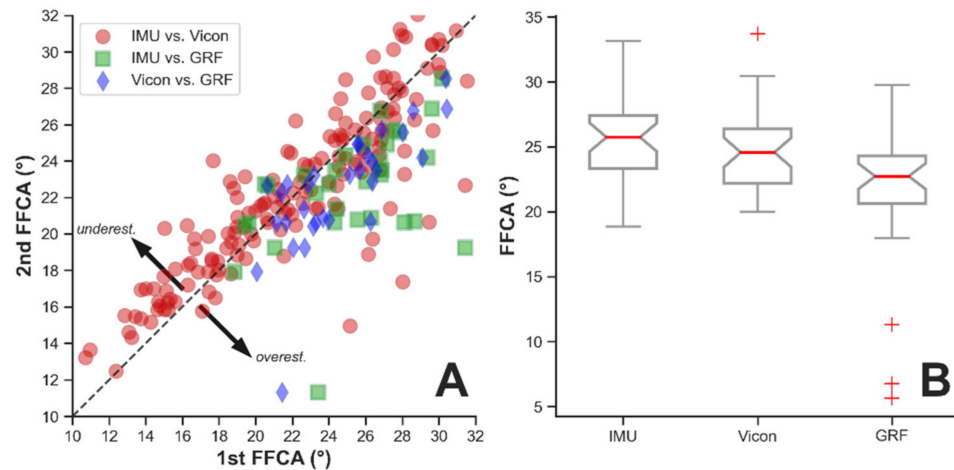 32
30
28
26
24
22
20
18
16
14
12
10
2nd FFCA (°)
IMU vs. Vicon
IMU vs. GRF
Vicon vs. GRF
underest.
overest.
A
10 12 14 16 18 20 22 24 26 28 30 32
1st FFCA (°)
35
30
25
20
15
10
5
FFCA (°)
B
IMU Vicon GRF